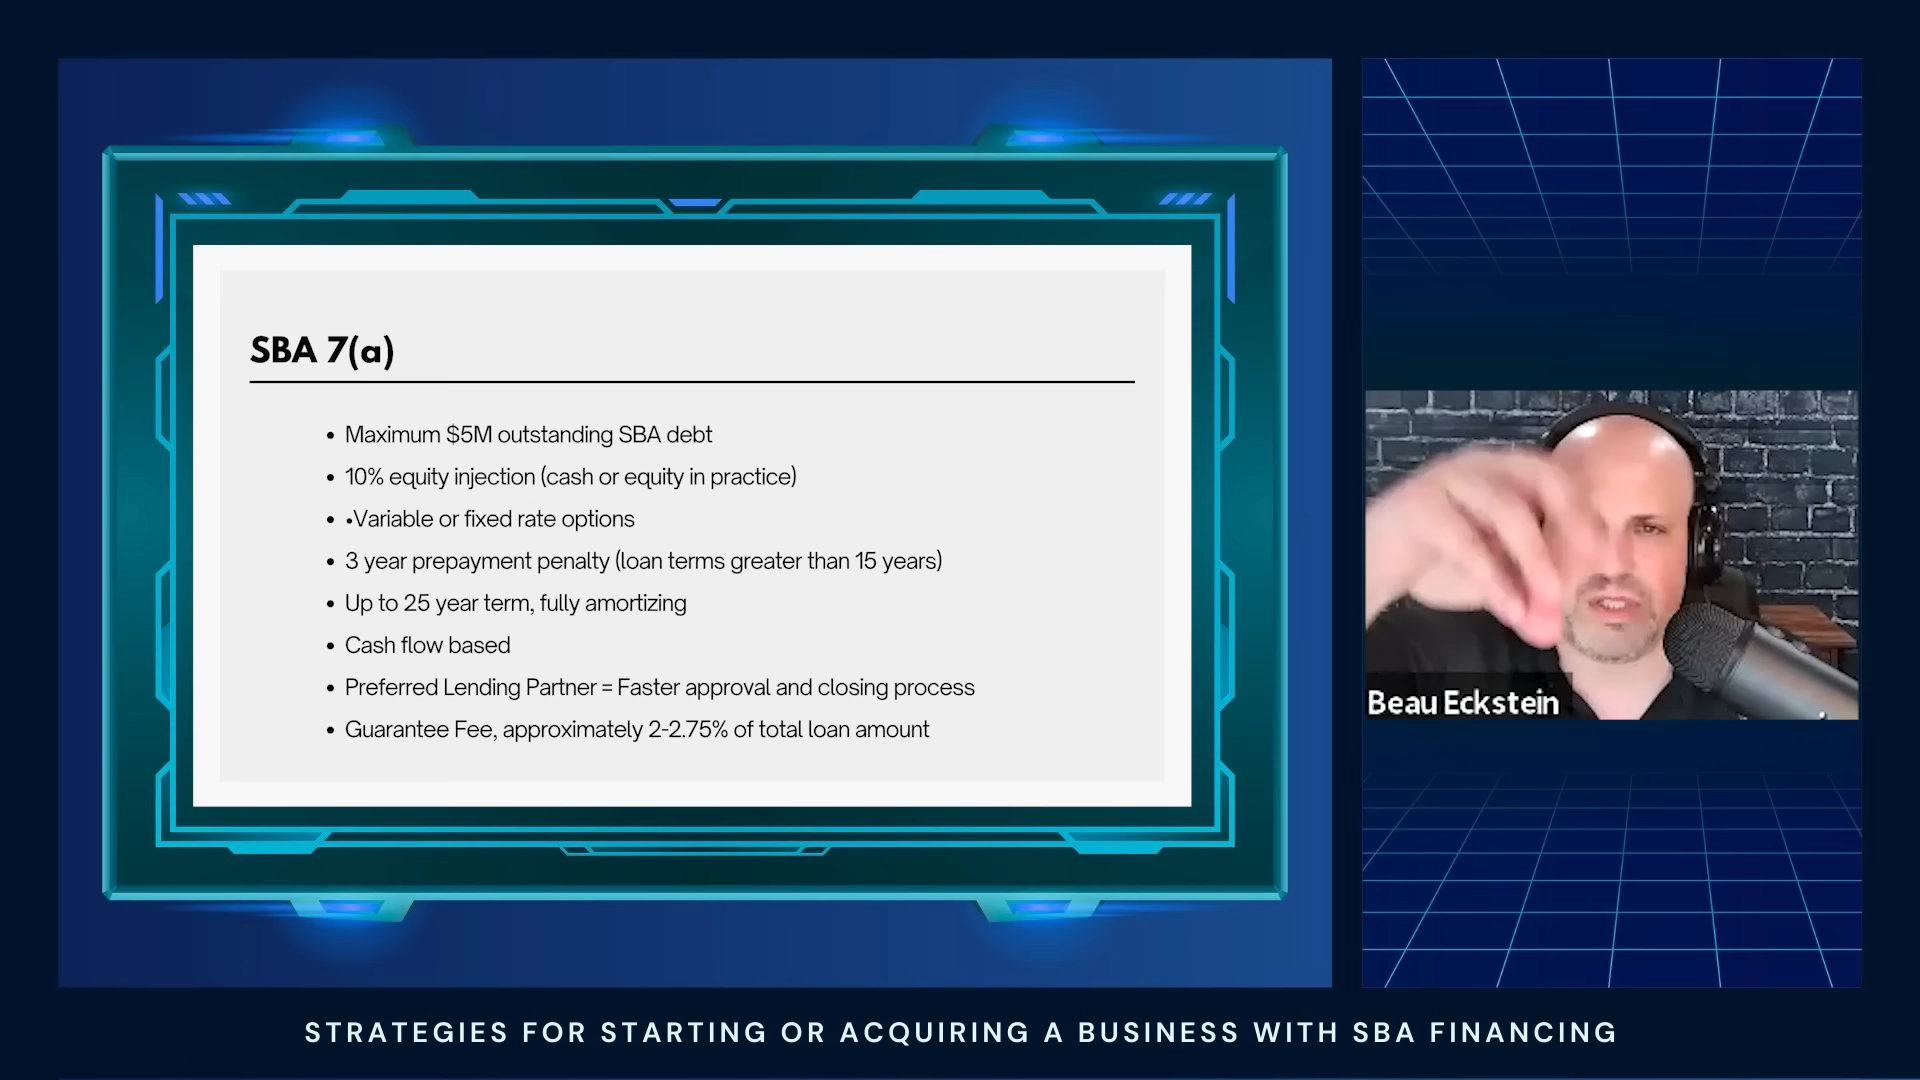 SBA 7(a)
• Maximum $5M outstanding SBA debt
• 10% equity injection (cash or equity in practice)
• •Variable or fixed rate options
• 3 year prepayment penalty (loan terms greater than 15 years)
• Up to 25 year term, fully amortizing
• Cash flow based
• Preferred Lending Partner = Faster approval and closing process
• Guarantee Fee, approximately 2-2.75% of total loan amount
Beau Eckstein
STRATEGIES FOR STARTING OR ACQUIRING A BUSINESS WITH SBA FINANCING